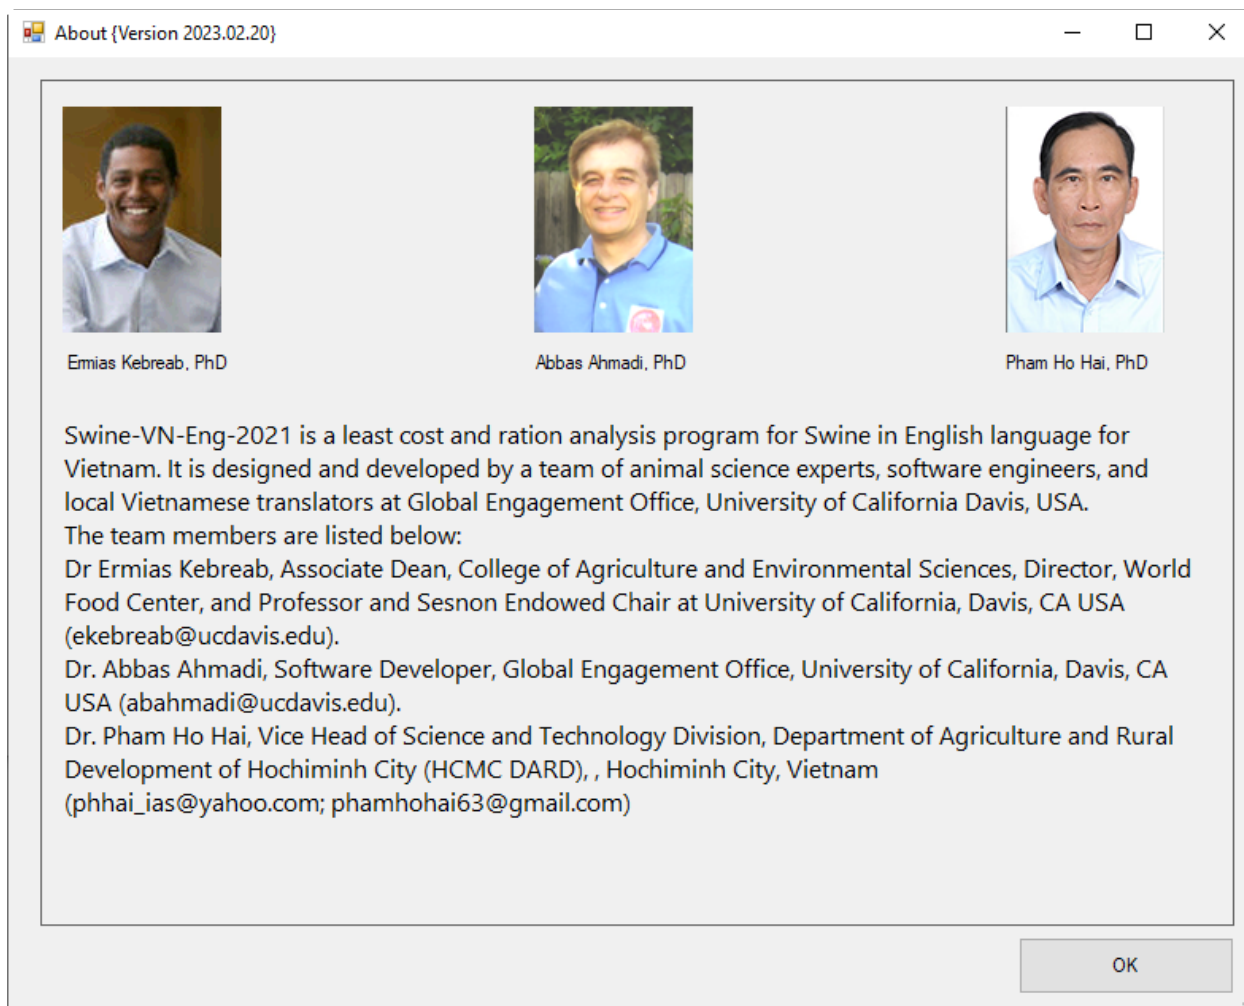 About {Version 2023.02.20}
Ermias Kebreab, PhD
Abbas Ahmadi, PhD
Pham Ho Hai, PhD
Swine-VN-Eng-2021 is a least cost and ration analysis program for Swine in English language for
Vietnam. It is designed and developed by a team of animal science experts, software engineers, and
local Vietnamese translators at Global Engagement Office, University of California Davis, USA.
The team members are listed below:
Dr Ermias Kebreab, Associate Dean, College of Agriculture and Environmental Sciences, Director, World
Food Center, and Professor and Sesnon Endowed Chair at University of California, Davis, CA USA
(ekebreab@ucdavis.edu).
Dr. Abbas Ahmadi, Software Developer, Global Engagement Office, University of California, Davis, CA
USA (abahmadi@ucdavis.edu).
Dr. Pham Ho Hai, Vice Head of Science and Technology Division, Department of Agriculture and Rural
Development of Hochiminh City (HCMC DARD), , Hochiminh City, Vietnam
(phhai_ias@yahoo.com; phamhohai63@gmail.com)
OK